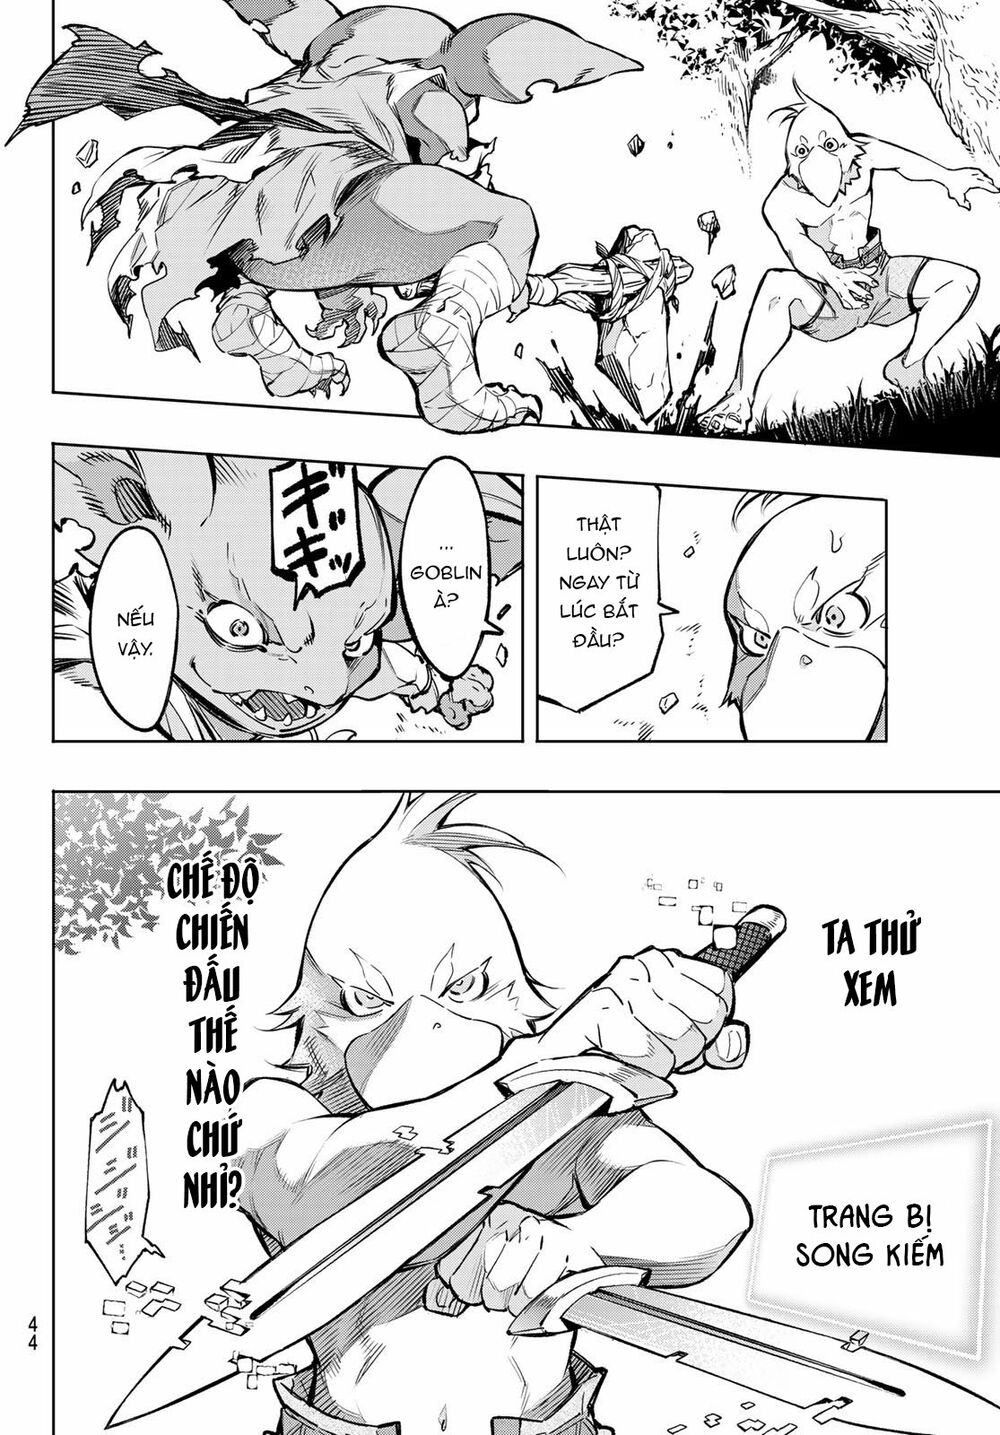 THẬT
LUÔN?
NGAY TỪ
LÚC BẮT
ĐẦU?
...
GOBLIN
À?
ギギッ
NẾU
VẬY.
TA THỬ
XEM
CHẾ ĐỘ
CHIẾN
ĐẤU
THẾ
NÀO
CHỨ
NHỈ?
TRANG BỊ
SONG KIẾM
44